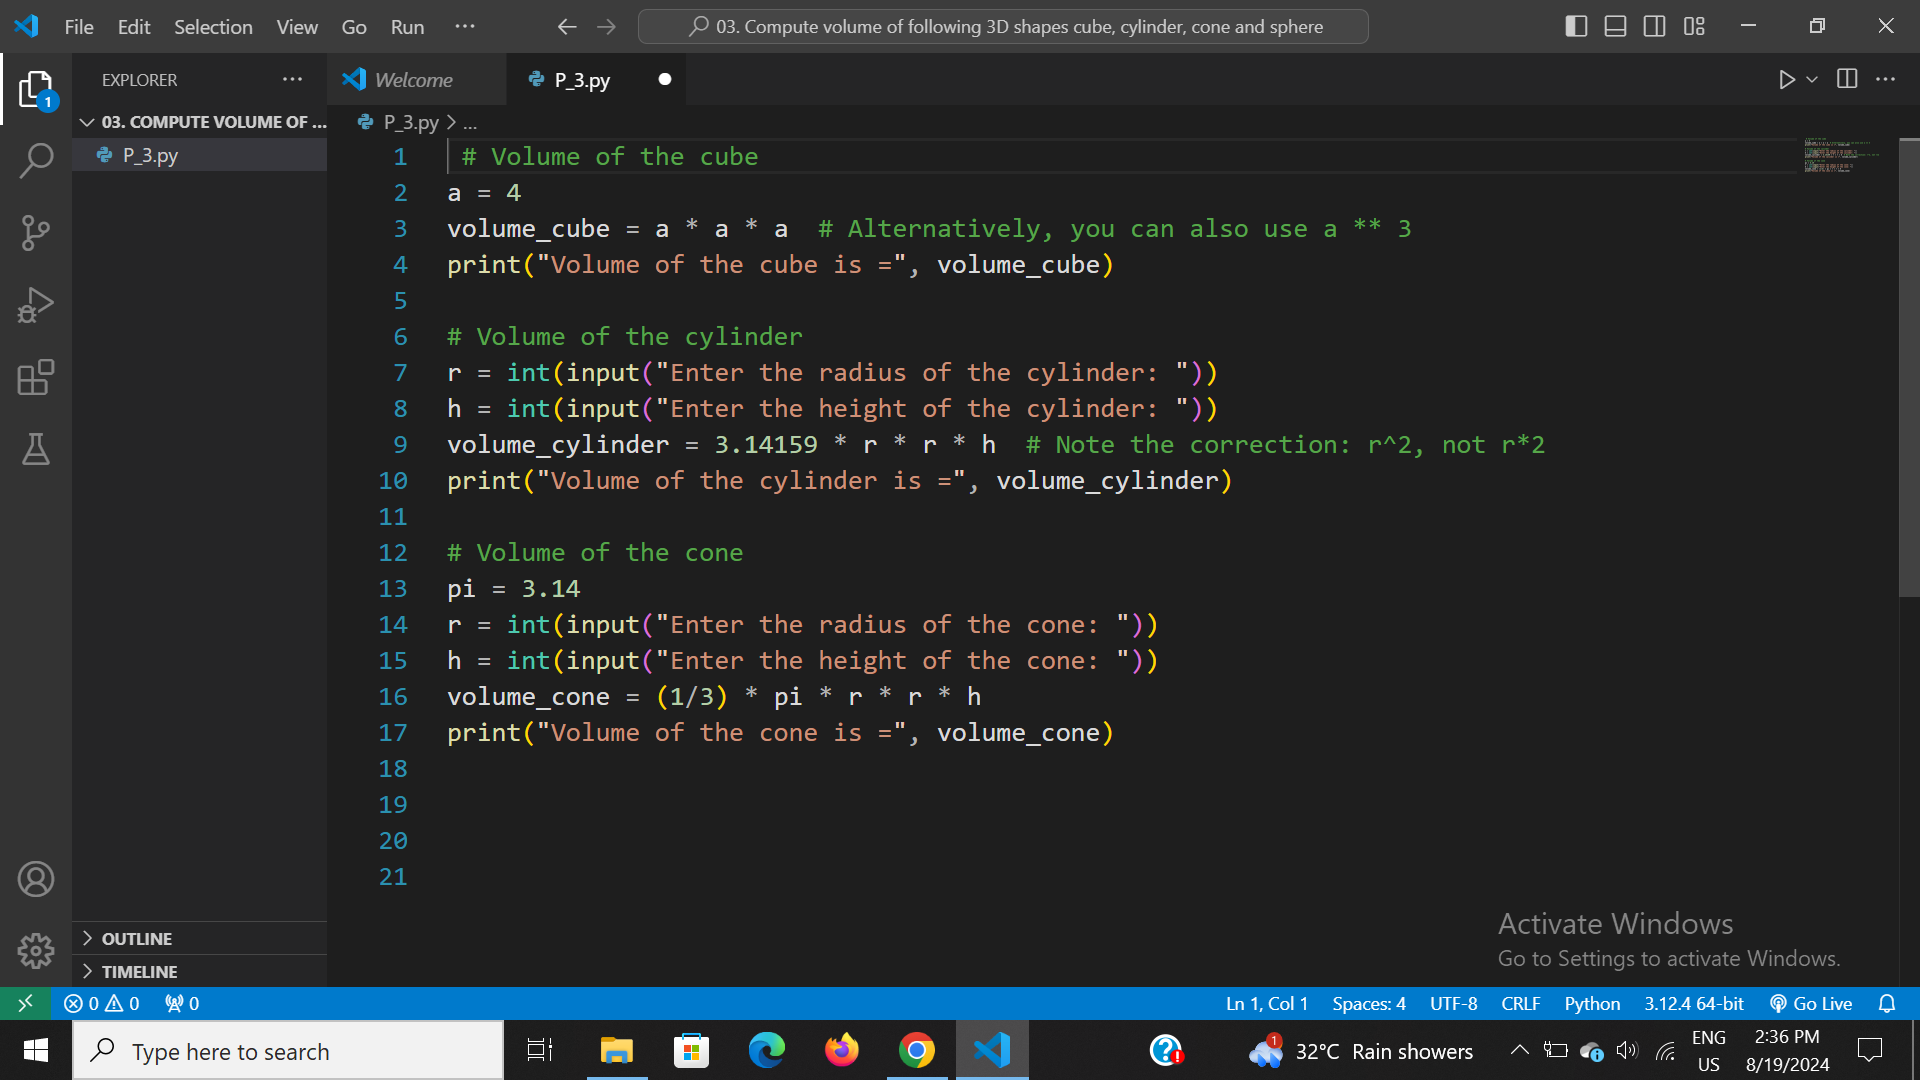 File Edit Selection View Go Run ···
03. Compute volume of following 3D shapes cube, cylinder, cone and sphere
EXPLORER ···
Welcome
P_3.py
1
03. COMPUTE VOLUME OF ...
P_3.py
P_3.py > ...
1 # Volume of the cube
2 a = 4
3 volume_cube = a * a * a # Alternatively, you can also use a ** 3
4 print("Volume of the cube is =", volume_cube)
5
6 # Volume of the cylinder
7 r = int(input("Enter the radius of the cylinder: "))
8 h = int(input("Enter the height of the cylinder: "))
9 volume_cylinder = 3.14159 * r * r * h # Note the correction: r^2, not r*2
10 print("Volume of the cylinder is =", volume_cylinder)
11
12 # Volume of the cone
13 pi = 3.14
14 r = int(input("Enter the radius of the cone: "))
15 h = int(input("Enter the height of the cone: "))
16 volume_cone = (1/3) * pi * r * r * h
17 print("Volume of the cone is =", volume_cone)
18
19
20
21
Activate Windows
Go to Settings to activate Windows.
OUTLINE
TIMELINE
0 0 0 Ln 1, Col 1 Spaces: 4 UTF-8 CRLF Python 3.12.4 64-bit Go Live
Type here to search
1
32°C Rain showers
ENG
US
2:36 PM
8/19/2024